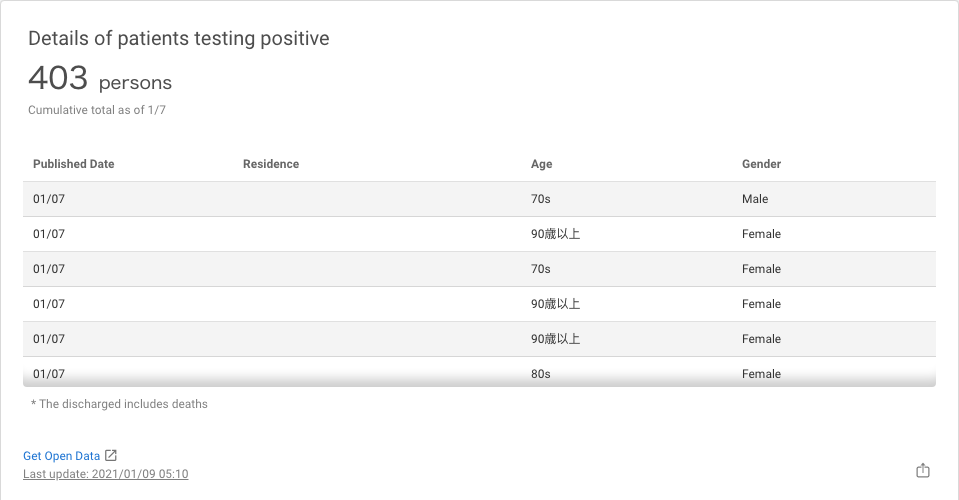 Details of patients testing positive
403 persons
Cumulative total as of 1/7
Published Date Residence Age Gender
01/07 70s Male
01/07 90歳以上 Female
01/07 70s Female
01/07 90歳以上 Female
01/07 90歳以上 Female
01/07 80s Female
* The discharged includes deaths
Get Open Data
Last update: 2021/01/09 05:10